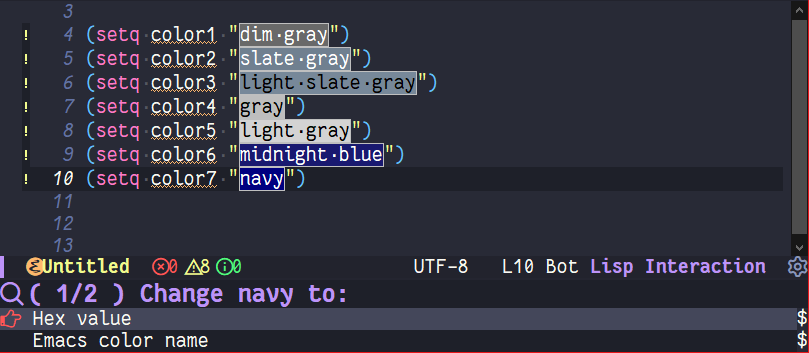 3
! 4 (setq color1 "dim gray")
! 5 (setq color2 "slate gray")
! 6 (setq color3 "light slate gray")
! 7 (setq color4 "gray")
! 8 (setq color5 "light gray")
! 9 (setq color6 "midnight blue")
! 10 (setq color7 "navy")
11
12
13
Untitled 0 8 0 UTF-8 L10 Bot Lisp Interaction
( 1/2 ) Change navy to:
Hex value $
Emacs color name $